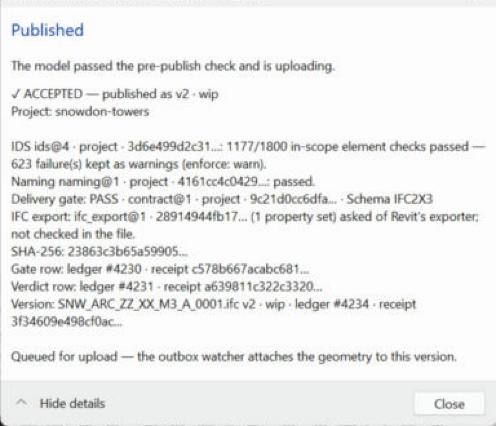 Published
The model passed the pre-publish check and is uploading.
✓ ACCEPTED — published as v2 · wip
Project: snowdon-towers
IDS ids@4 · project · 3d6e499d2c31...: 1177/1800 in-scope element checks passed —
623 failure(s) kept as warnings (enforce: warn).
Naming naming@1 · project · 4161cc4c0429...: passed.
Delivery gate: PASS · contract@1 · project · 9c21d0cc6dfa... · Schema IFC2X3
IFC export: ifc_export@1 · 28914944fb17... (1 property set) asked of Revit's exporter;
not checked in the file.
SHA-256: 23863c3b65a59905...
Gate row: ledger #4230 · receipt c578b667acabc681...
Verdict row: ledger #4231 · receipt a639811c322c3320...
Version: SNW_ARC_ZZ_XX_M3_A_0001.ifc v2 · wip · ledger #4234 · receipt
3f34609e498cf0ac...
Queued for upload — the outbox watcher attaches the geometry to this version.
Hide details
Close